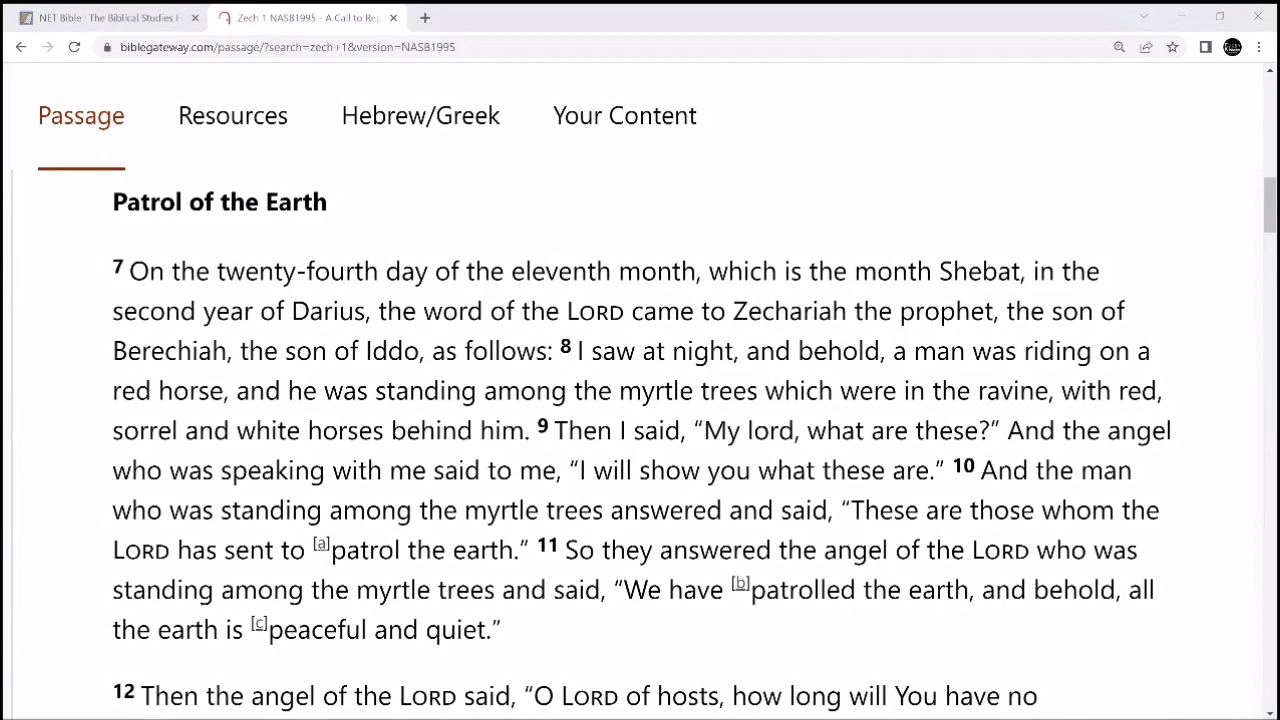 NET Bible : The Biblical Studies F
Zech 1 NASB1995 - A Call to Rep
biblegateway.com/passage/?search=zech+1&version=NASB1995
Passage Resources Hebrew/Greek Your Content
Patrol of the Earth
7 On the twenty-fourth day of the eleventh month, which is the month Shebat, in the
second year of Darius, the word of the LORD came to Zechariah the prophet, the son of
Berechiah, the son of Iddo, as follows: 8 I saw at night, and behold, a man was riding on a
red horse, and he was standing among the myrtle trees which were in the ravine, with red,
sorrel and white horses behind him. 9 Then I said, “My lord, what are these?” And the angel
who was speaking with me said to me, “I will show you what these are.” 10 And the man
who was standing among the myrtle trees answered and said, “These are those whom the
LORD has sent to [a]patrol the earth.” 11 So they answered the angel of the LORD who was
standing among the myrtle trees and said, “We have [b]patrolled the earth, and behold, all
the earth is [c]peaceful and quiet.”
12 Then the angel of the LORD said, “O LORD of hosts, how long will You have no